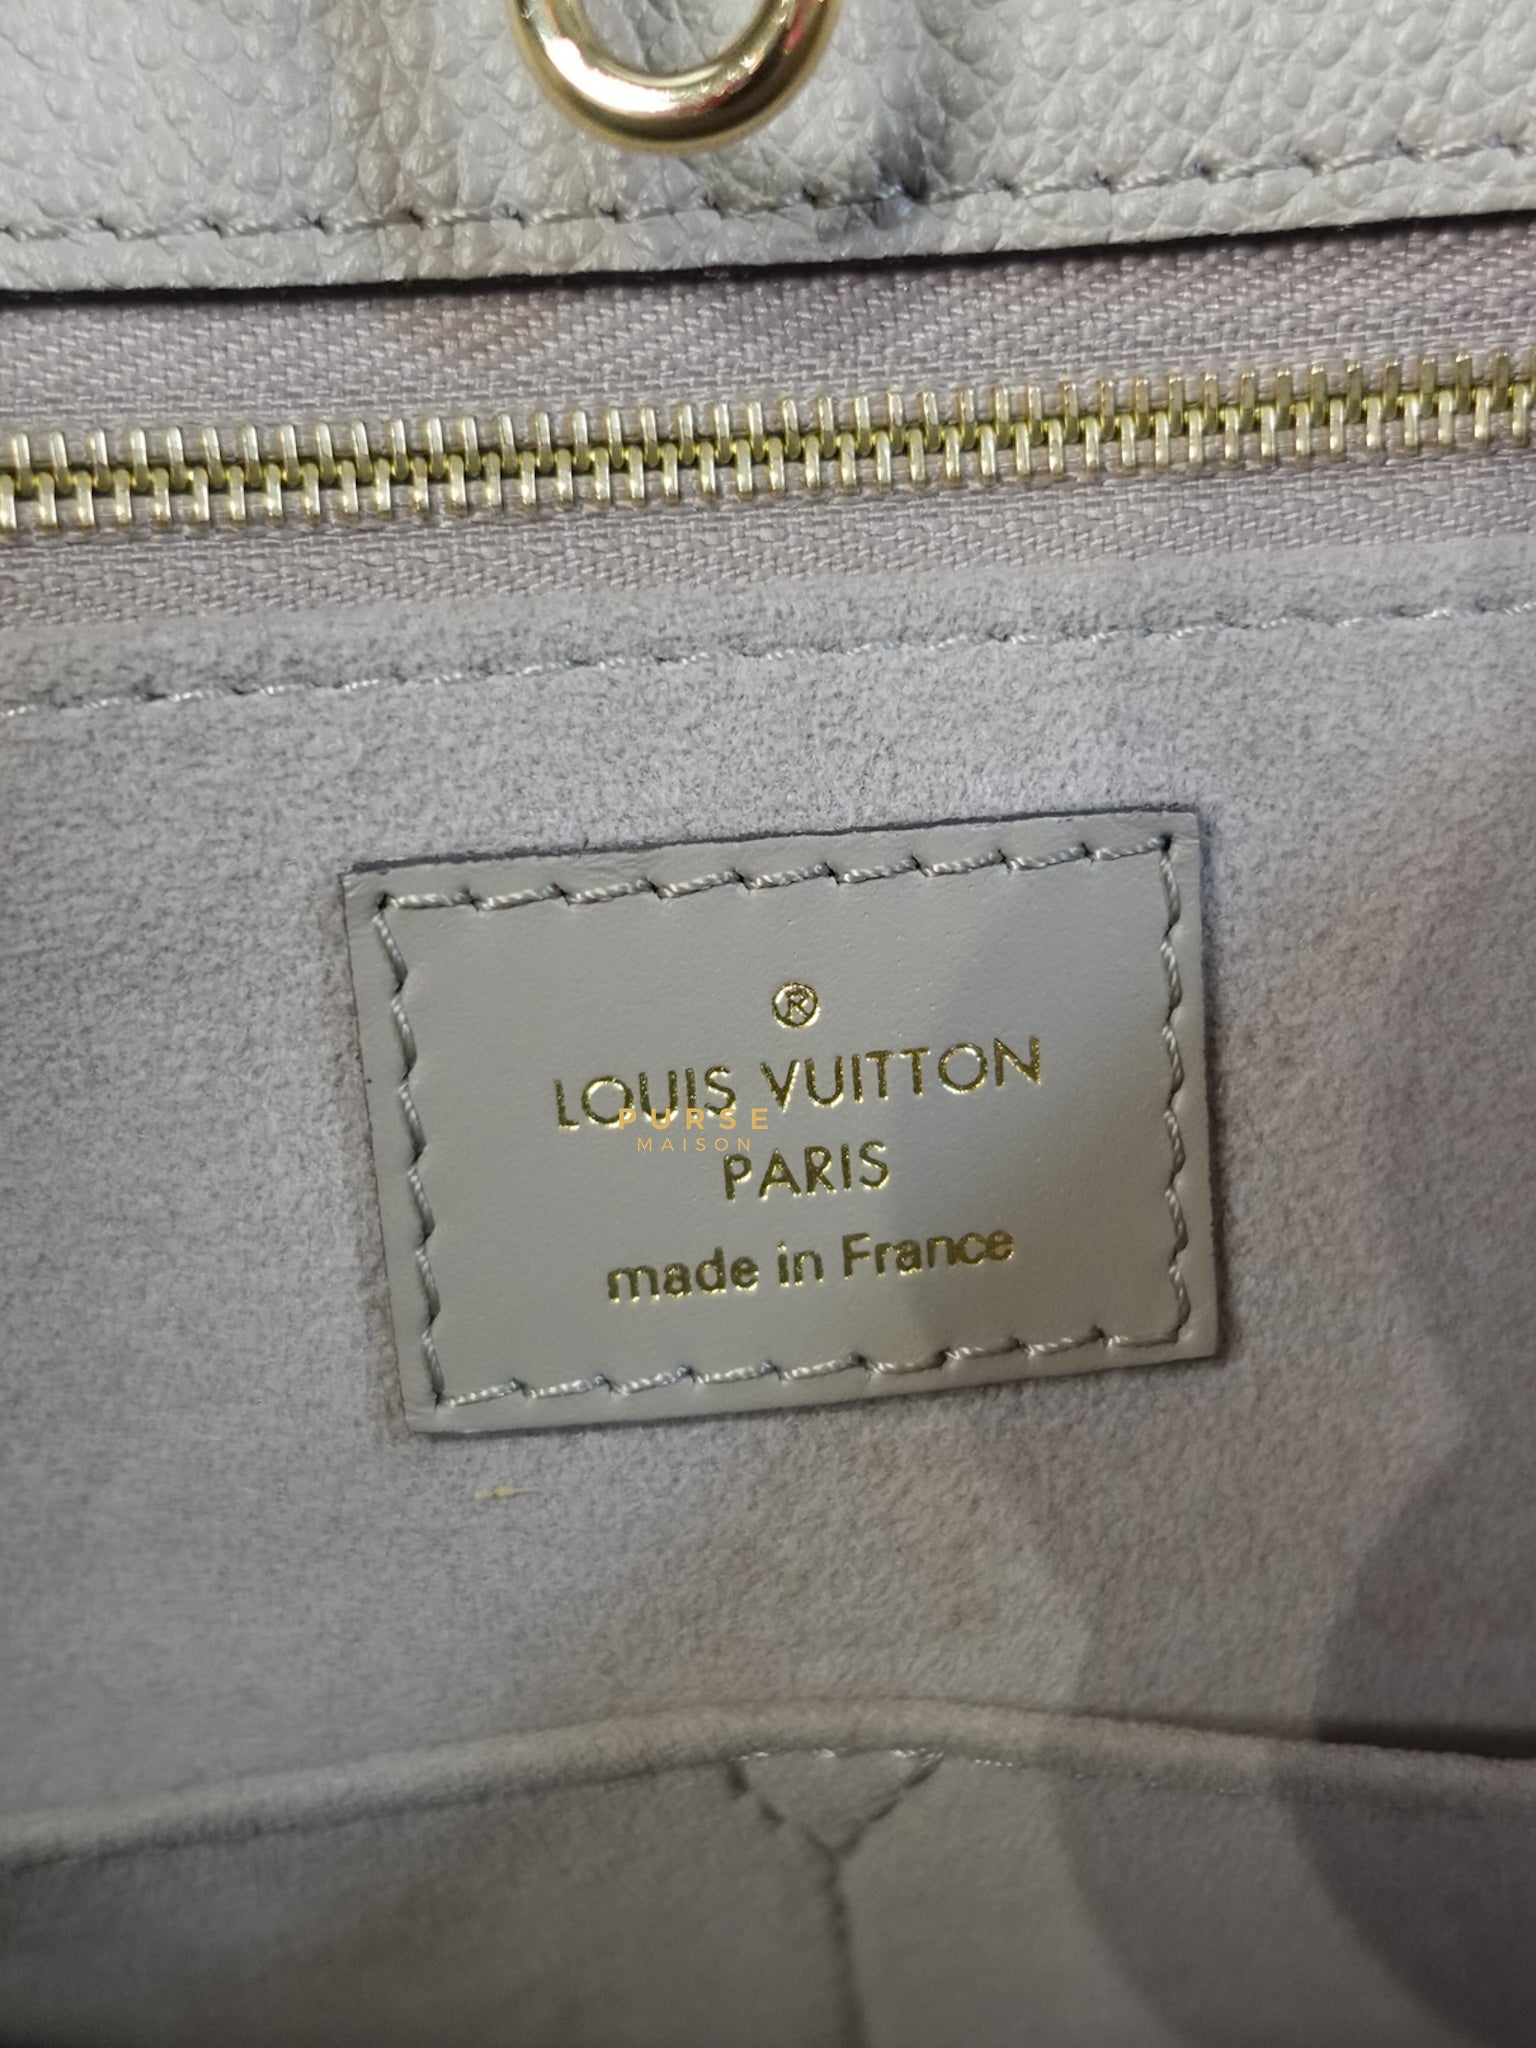 ®
LOUIS VUITTON
PURSE
MAISON
PARIS
made in France